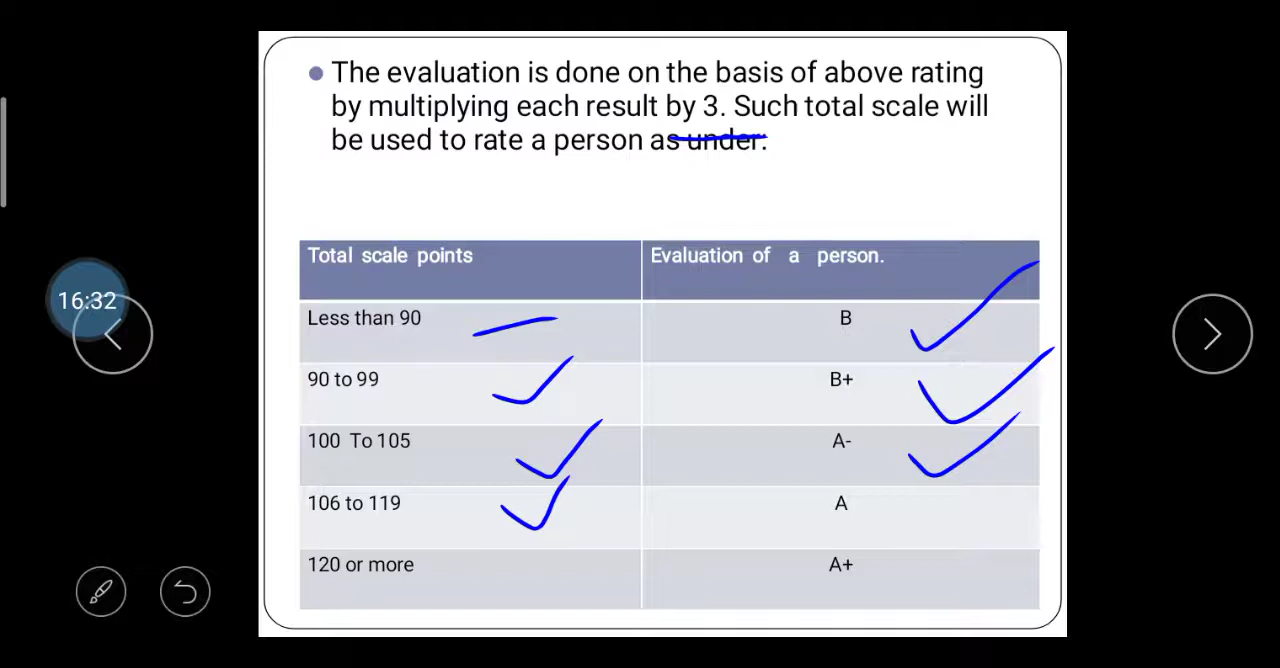 The evaluation is done on the basis of above rating
by multiplying each result by 3. Such total scale will
be used to rate a person as under:
Total scale points Evaluation of a person.
Less than 90 B
16:32
90 to 99 B+
100 To 105 A-
106 to 119 A
120 or more A+